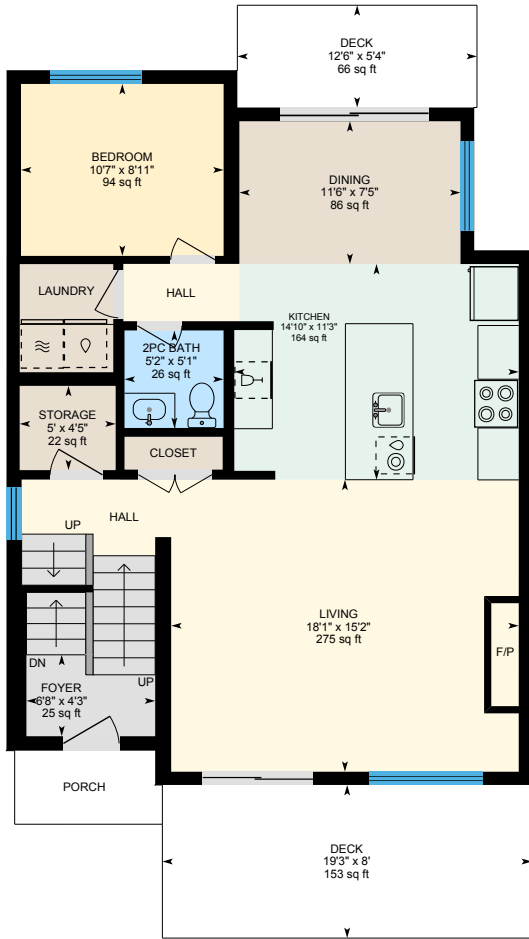 DECK
12'6" x 5'4"
66 sq ft
BEDROOM
10'7" x 8'11"
94 sq ft
DINING
11'6" x 7'5"
86 sq ft
LAUNDRY
HALL
KITCHEN
14'10" x 11'3"
164 sq ft
2PC BATH
5'2" x 5'1"
26 sq ft
STORAGE
5' x 4'5"
22 sq ft
CLOSET
HALL
UP
LIVING
18'1" x 15'2"
275 sq ft
F/P
DN
UP
FOYER
6'8" x 4'3"
25 sq ft
PORCH
DECK
19'3" x 8'
153 sq ft